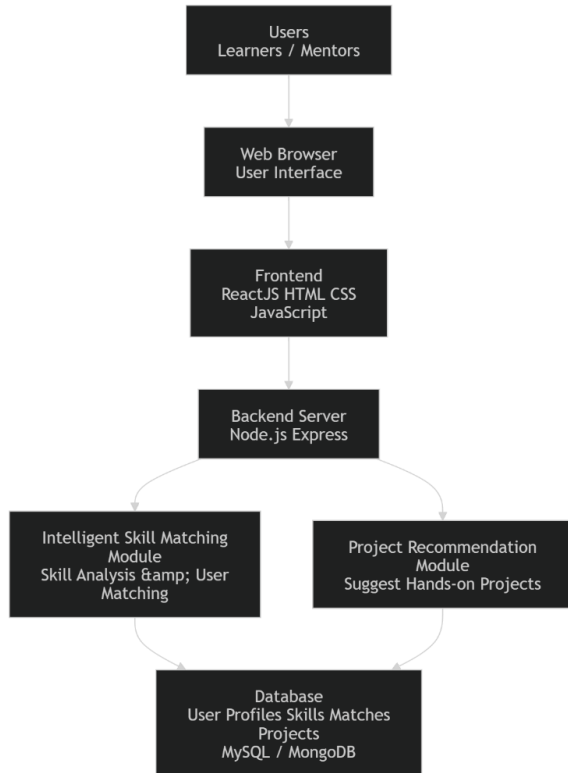 Users
Learners / Mentors
Web Browser
User Interface
Frontend
ReactJS HTML CSS
JavaScript
Backend Server
Node.js Express
Intelligent Skill Matching
Module
Skill Analysis &amp; User
Matching
Project Recommendation
Module
Suggest Hands-on Projects
Database
User Profiles Skills Matches
Projects
MySQL / MongoDB